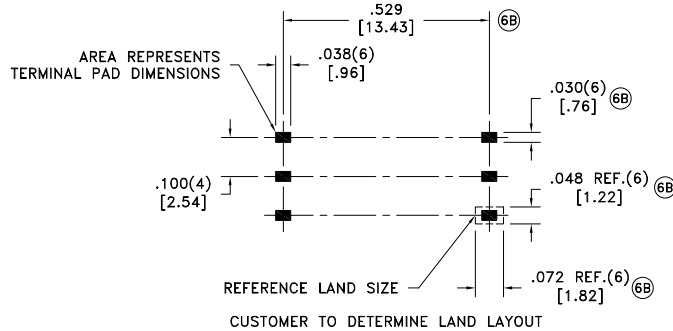 .529
[13.43]
6B
AREA REPRESENTS
TERMINAL PAD DIMENSIONS
.038(6)
[.96]
.030(6)
[.76]
6B
.100(4)
[2.54]
.048 REF.(6)
[1.22]
6B
REFERENCE LAND SIZE
.072 REF.(6)
[1.82]
6B
CUSTOMER TO DETERMINE LAND LAYOUT